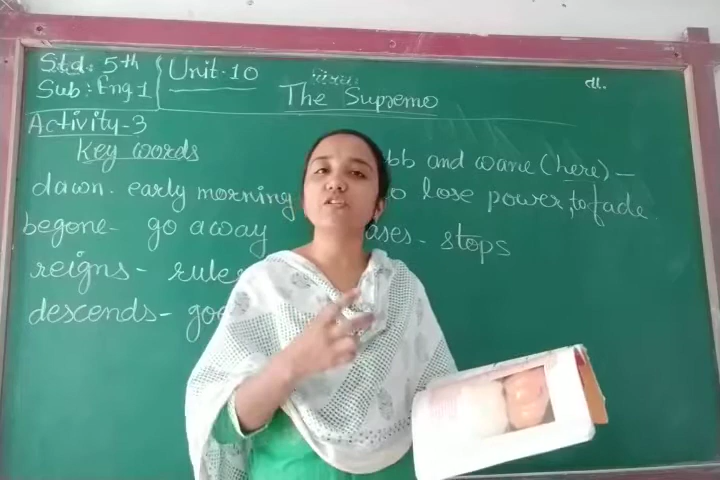 Std: 5th
Sub: Eng 1
Unit-10
The Supremo
Activity-3
Key words
dawn- early morning
begone- go away
reigns- rule
descends- go
bb and wane (here) -
o lose power, to fade.
ases- stops